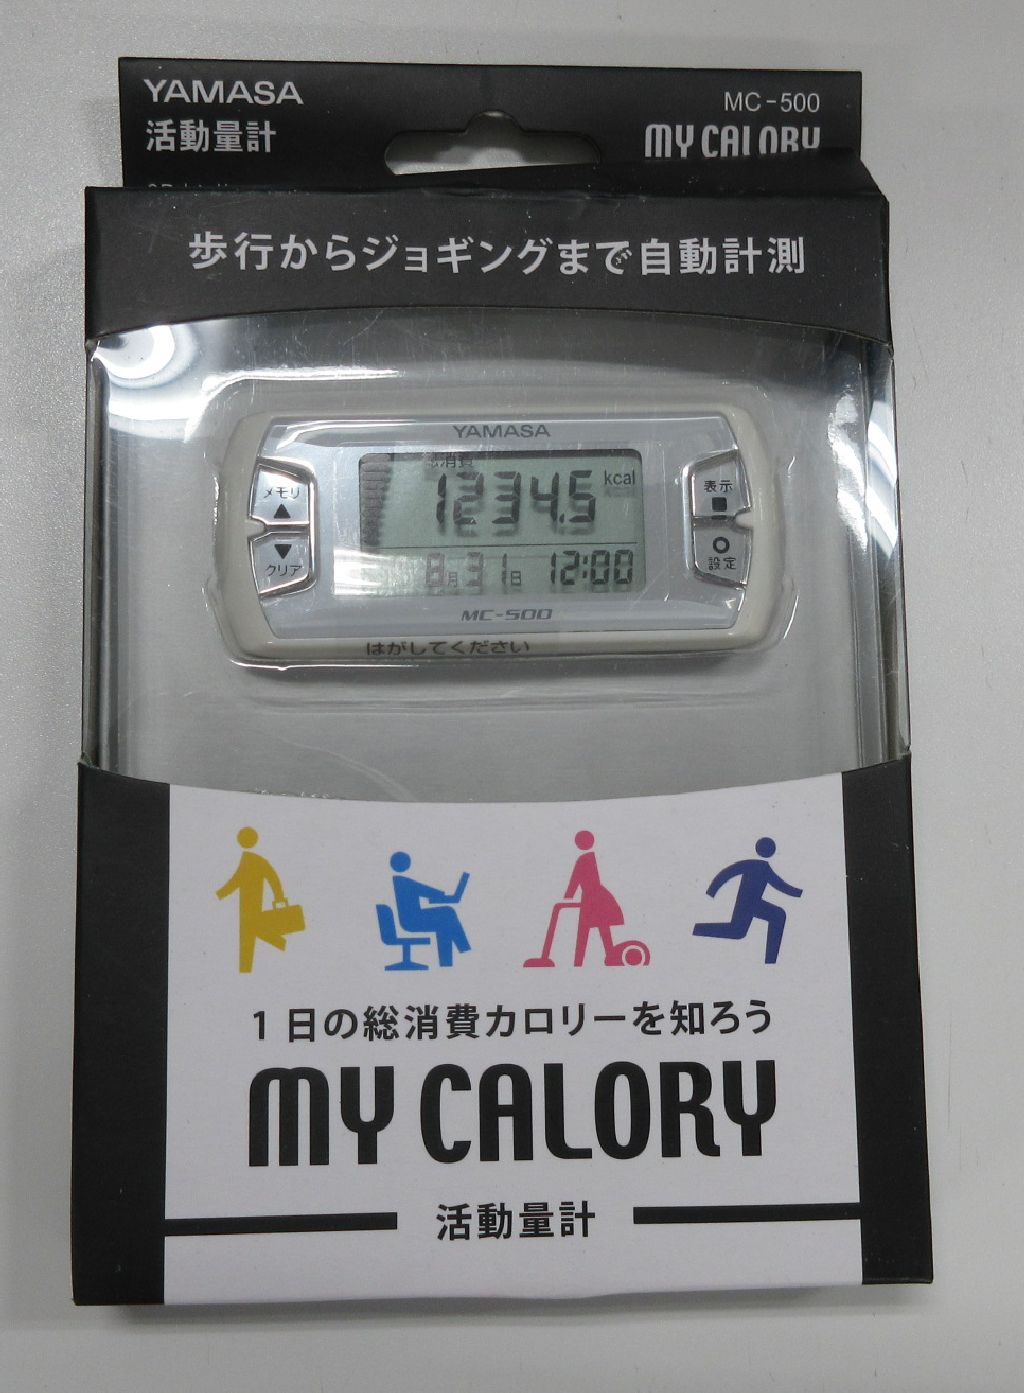 YAMASA
活動量計
MC-500
MY CALORY
歩行からジョギングまで自動計測
YAMASA
総消費
1234.5 kcal
8月31日 12:00
メモリ
クリア
表示
設定
MC-500
はがしてください
1日の総消費カロリーを知ろう
MY CALORY
活動量計